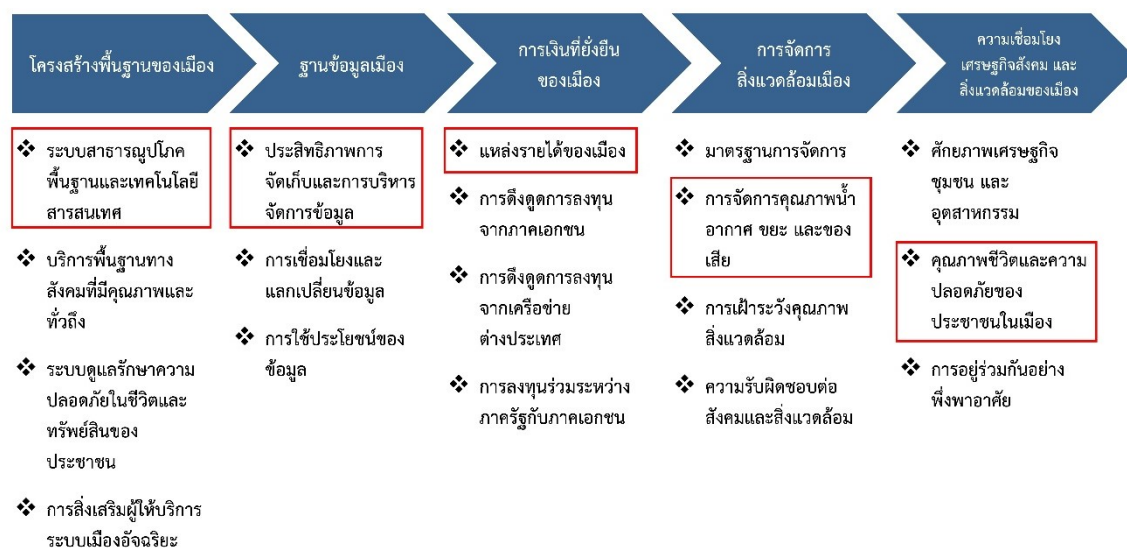 โครงสร้างพื้นฐานของเมือง
ฐานข้อมูลเมือง
การเงินที่ยั่งยืน
ของเมือง
การจัดการ
สิ่งแวดล้อมเมือง
ความเชื่อมโยง
เศรษฐกิจสังคม และ
สิ่งแวดล้อมของเมือง
❖ ระบบสาธารณูปโภค
พื้นฐานและเทคโนโลยี
สารสนเทศ
❖ บริการพื้นฐานทาง
สังคมที่มีคุณภาพและ
ทั่วถึง
❖ ระบบดูแลรักษาความ
ปลอดภัยในชีวิตและ
ทรัพย์สินของ
ประชาชน
❖ การสิ่งเสริมผู้ให้บริการ
ระบบเมืองอัจฉริยะ
❖ ประสิทธิภาพการ
จัดเก็บและการบริหาร
จัดการข้อมูล
❖ การเชื่อมโยงและ
แลกเปลี่ยนข้อมูล
❖ การใช้ประโยชน์ของ
ข้อมูล
❖ แหล่งรายได้ของเมือง
❖ การดึงดูดการลงทุน
จากภาคเอกชน
❖ การดึงดูดการลงทุน
จากเครือข่าย
ต่างประเทศ
❖ การลงทุนร่วมระหว่าง
ภาครัฐกับภาคเอกชน
❖ มาตรฐานการจัดการ
❖ การจัดการคุณภาพน้ำ
อากาศ ขยะ และของ
เสีย
❖ การเฝ้าระวังคุณภาพ
สิ่งแวดล้อม
❖ ความรับผิดชอบต่อ
สังคมและสิ่งแวดล้อม
❖ ศักยภาพเศรษฐกิจ
ชุมชน และ
อุตสาหกรรม
❖ คุณภาพชีวิตและความ
ปลอดภัยของ
ประชาชนในเมือง
❖ การอยู่ร่วมกันอย่าง
พึ่งพาอาศัย